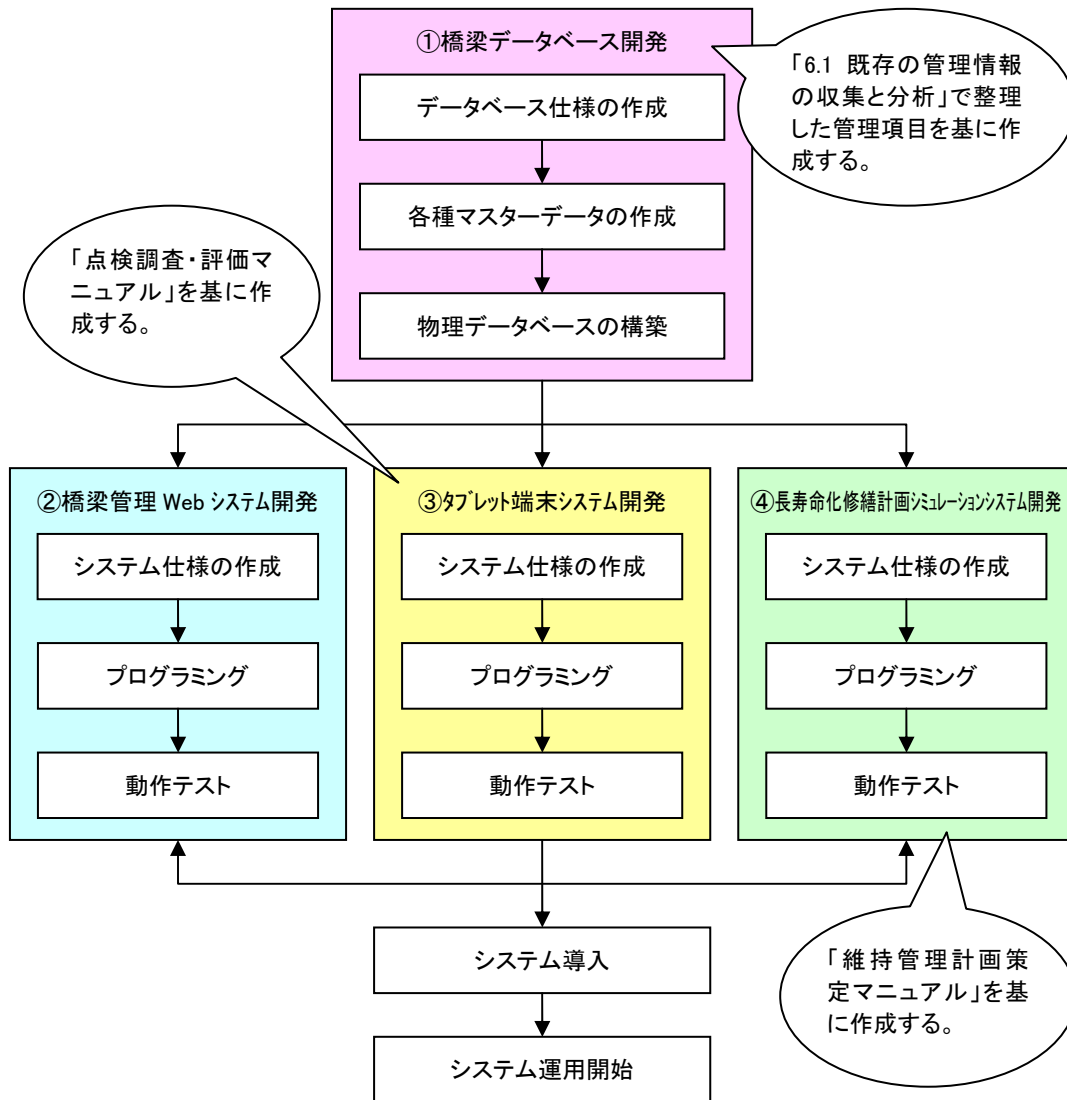 ①橋梁データベース開発
データベース仕様の作成
各種マスターデータの作成
物理データベースの構築
「6.1 既存の管理情報
の収集と分析」で整理
した管理項目を基に作
成する。
「点検調査・評価マ
ニュアル」を基に作
成する。
②橋梁管理 Web システム開発
システム仕様の作成
プログラミング
動作テスト
③タブレット端末システム開発
システム仕様の作成
プログラミング
動作テスト
④長寿命化修繕計画シミュレーションシステム開発
システム仕様の作成
プログラミング
動作テスト
「維持管理計画策
定マニュアル」を基
に作成する。
システム導入
システム運用開始